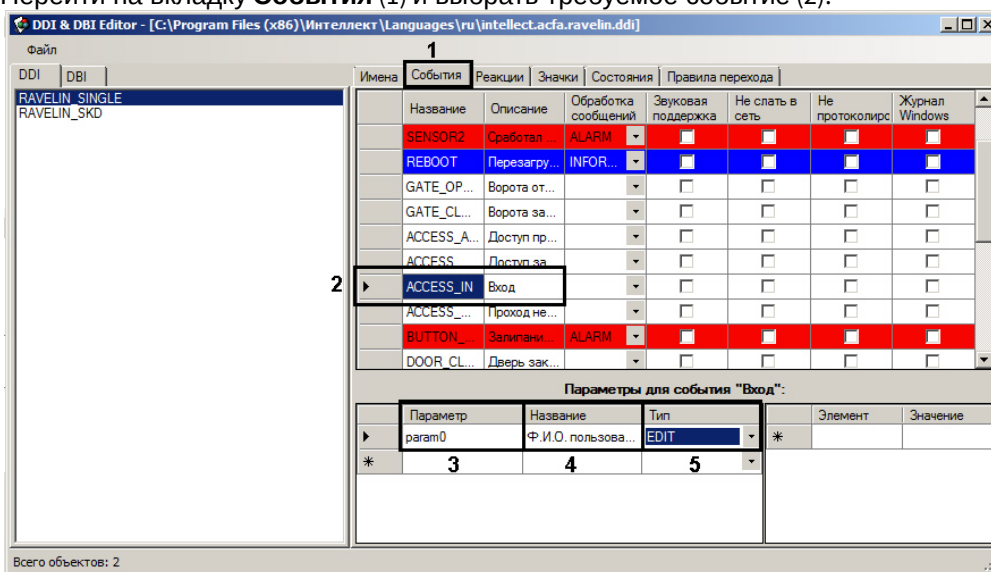 Перейти на вкладку События (1) и выбрать требуемое событие (2).
DDI & DBI Editor - [C:\Program Files (x86)\Интеллект\Languages\ru\intellect.acfa.ravelin.ddi]
Файл
1
DDI DBI
Имена События Реакции Значки Состояния Правила перехода
RAVELIN_SINGLE
RAVELIN_SKD
Название Описание Обработка сообщений Звуковая поддержка Не слать в сеть Не протоколирс Журнал Windows
SENSOR2 Сработал ... ALARM
REBOOT Перезагру... INFOR...
GATE_OP... Ворота от...
GATE_CL... Ворота за...
ACCESS_A... Доступ пр...
ACCESS_... Доступ за...
2 ACCESS_IN Вход
ACCESS_... Проход не...
BUTTON_... Залипани... ALARM
DOOR_CL... Дверь зак...
Параметры для события "Вход":
Параметр Название Тип Элемент Значение
param0 Ф.И.О. пользова... EDIT
3 4 5
Всего объектов: 2